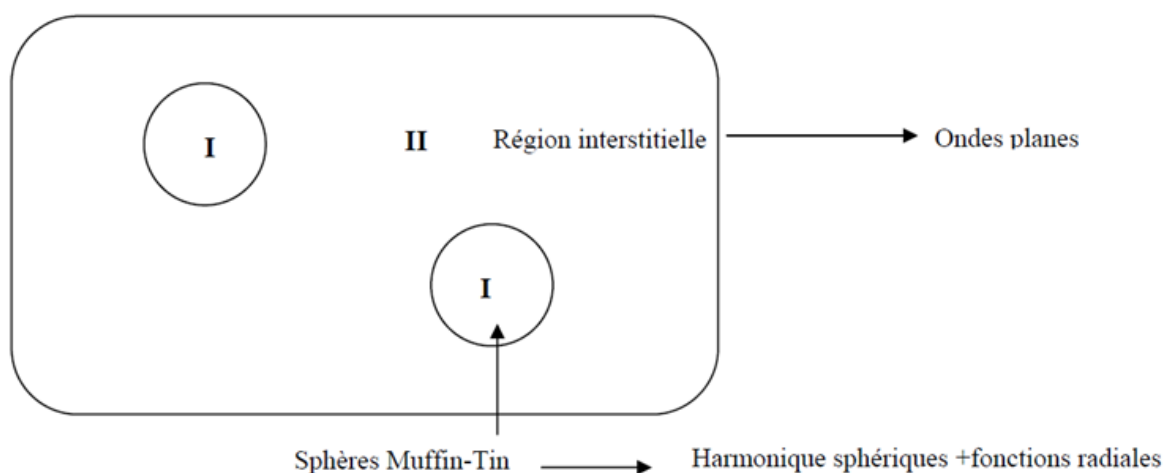 I
II
Région interstitielle
Ondes planes
I
Sphères Muffin-Tin
Harmonique sphériques +fonctions radiales